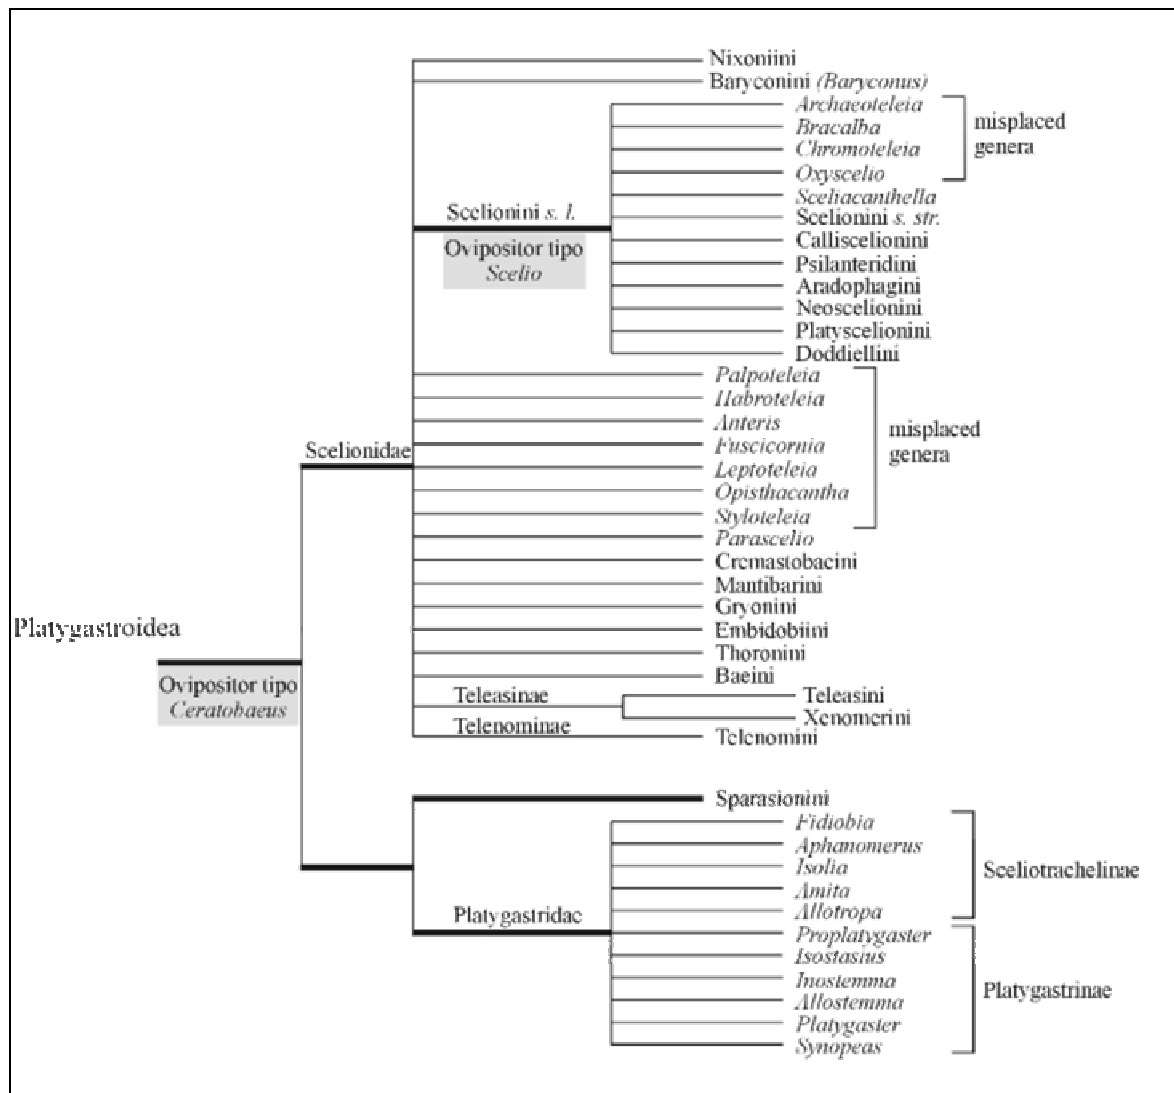 Nixoniini
Baryconini (Baryconus)
Archaeoteleia
Bracalba
Chromoteleia
Oxyscelio
misplaced
genera
Sceliacanthella
Scelionini s. l.
Scelionini s. str.
Ovipositor tipo
Scelio
Calliscelionini
Psilanteridini
Aradophagini
Neoscelionini
Platyscelionini
Doddiellini
Palpoteleia
Habroteleia
Anteris
Fuscicornia
Leptoteleia
Opisthacantha
Styloteleia
misplaced
genera
Scelionidae
Parascelio
Cremastobaeini
Mantibarini
Gryonini
Embidobiini
Thoronini
Baeini
Platygastroidea
Ovipositor tipo
Ceratobaeus
Teleasinae
Teleasini
Xenomerini
Telenominae
Telenomini
Sparasionini
Fidiobia
Aphanomerus
Isolia
Amita
Allotropa
Sceliotrachelinae
Platygastridae
Proplatygaster
Isostasius
Inostemma
Allostemma
Platygaster
Synopeas
Platygastrinae